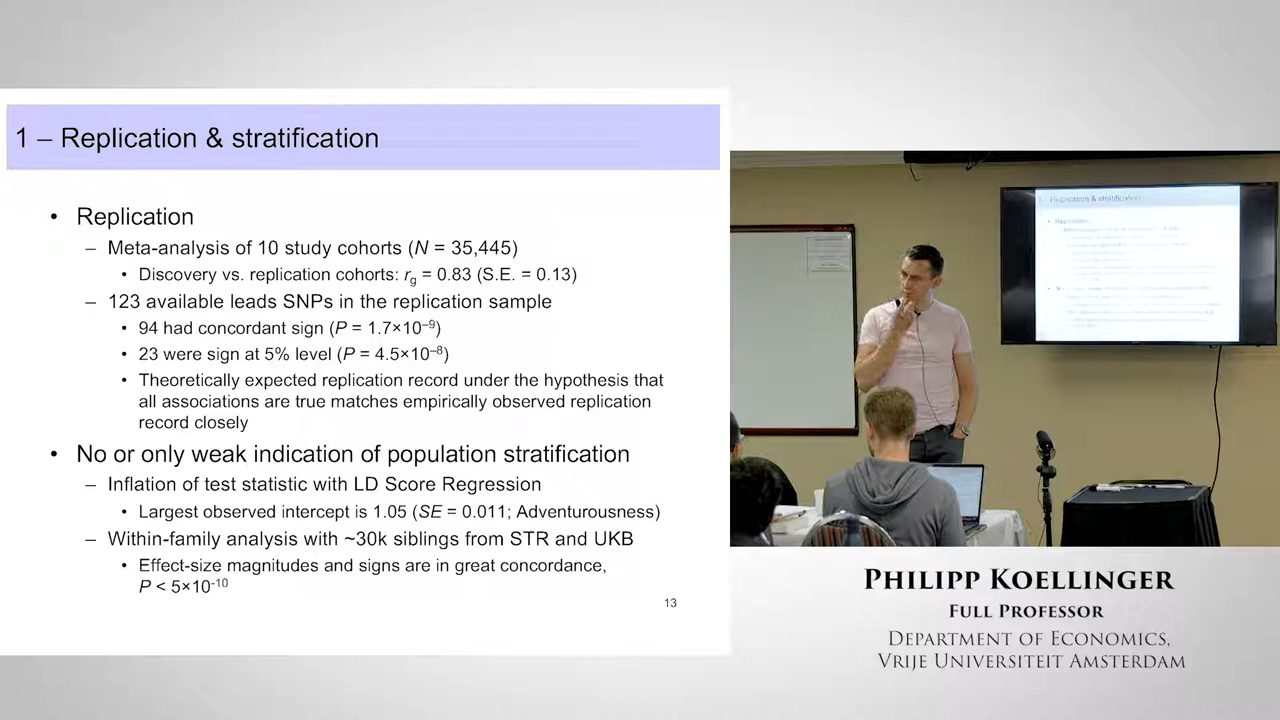 1 – Replication & stratification
• Replication
– Meta-analysis of 10 study cohorts (N = 35,445)
• Discovery vs. replication cohorts: rg = 0.83 (S.E. = 0.13)
– 123 available leads SNPs in the replication sample
• 94 had concordant sign (P = 1.7×10–9)
• 23 were sign at 5% level (P = 4.5×10–8)
• Theoretically expected replication record under the hypothesis that
all associations are true matches empirically observed replication
record closely
• No or only weak indication of population stratification
– Inflation of test statistic with LD Score Regression
• Largest observed intercept is 1.05 (SE = 0.011; Adventurousness)
– Within-family analysis with ~30k siblings from STR and UKB
• Effect-size magnitudes and signs are in great concordance,
P < 5×10-10
13
Replication & stratification
PHILIPP KOELLINGER
FULL PROFESSOR
DEPARTMENT OF ECONOMICS,
VRIJE UNIVERSITEIT AMSTERDAM